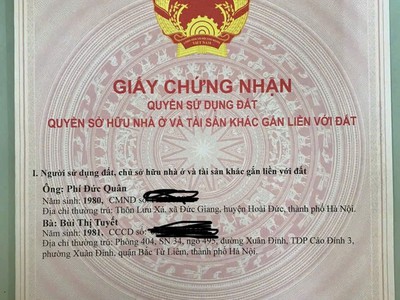 GIẤY CHỨNG NHẬN
QUYỀN SỬ DỤNG ĐẤT
QUYỀN SỞ HỮU NHÀ Ở VÀ TÀI SẢN KHÁC GẮN LIỀN VỚI ĐẤT
I. Người sử dụng đất, chủ sở hữu nhà ở và tài sản khác gắn liền với đất
Ông: Phí Đức Quân
Năm sinh: 1980, CMND số:
Địa chỉ thường trú: Thôn Lưu Xá, xã Đức Giang, huyện Hoài Đức, thành phố Hà Nội.
Bà: Bùi Thị Tuyết
Năm sinh: 1981, CCCD số:
Địa chỉ thường trú: Phòng 404, SN 34, ngõ 495, đường Xuân Đỉnh, TDP Cáo Đỉnh 3,
phường Xuân Đỉnh, quận Bắc Từ Liêm, thành phố Hà Nội.